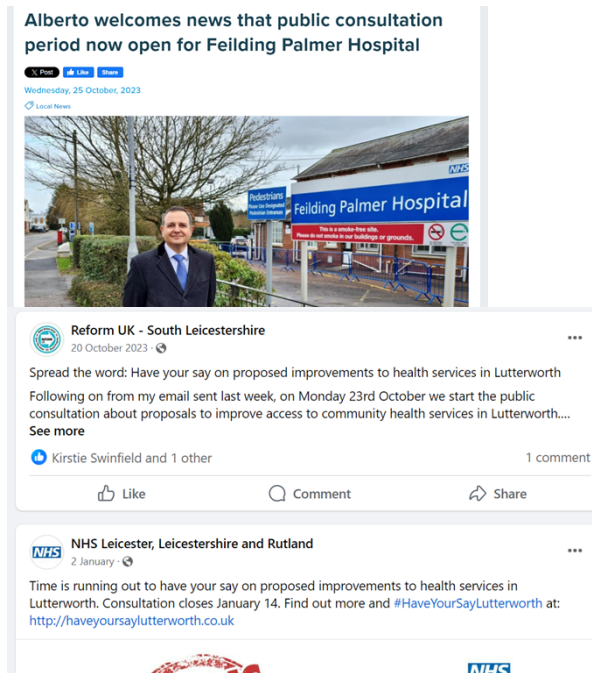 Alberto welcomes news that public consultation
period now open for Feilding Palmer Hospital
X Post Like Share
Wednesday, 25 October, 2023
Local News
NHS
Pedestrians
Please Use Designated
Pedestrian Entrances
Feilding Palmer Hospital
This is a smoke-free site.
Please do not smoke in our buildings or grounds.
Reform UK - South Leicestershire
20 October 2023 ·
Spread the word: Have your say on proposed improvements to health services in Lutterworth
Following on from my email sent last week, on Monday 23rd October we start the public
consultation about proposals to improve access to community health services in Lutterworth....
See more
Kirstie Swinfield and 1 other 1 comment
Like Comment Share
NHS
NHS Leicester, Leicestershire and Rutland
2 January ·
Time is running out to have your say on proposed improvements to health services in
Lutterworth. Consultation closes January 14. Find out more and #HaveYourSayLutterworth at:
http://haveyoursaylutterworth.co.uk
NHS